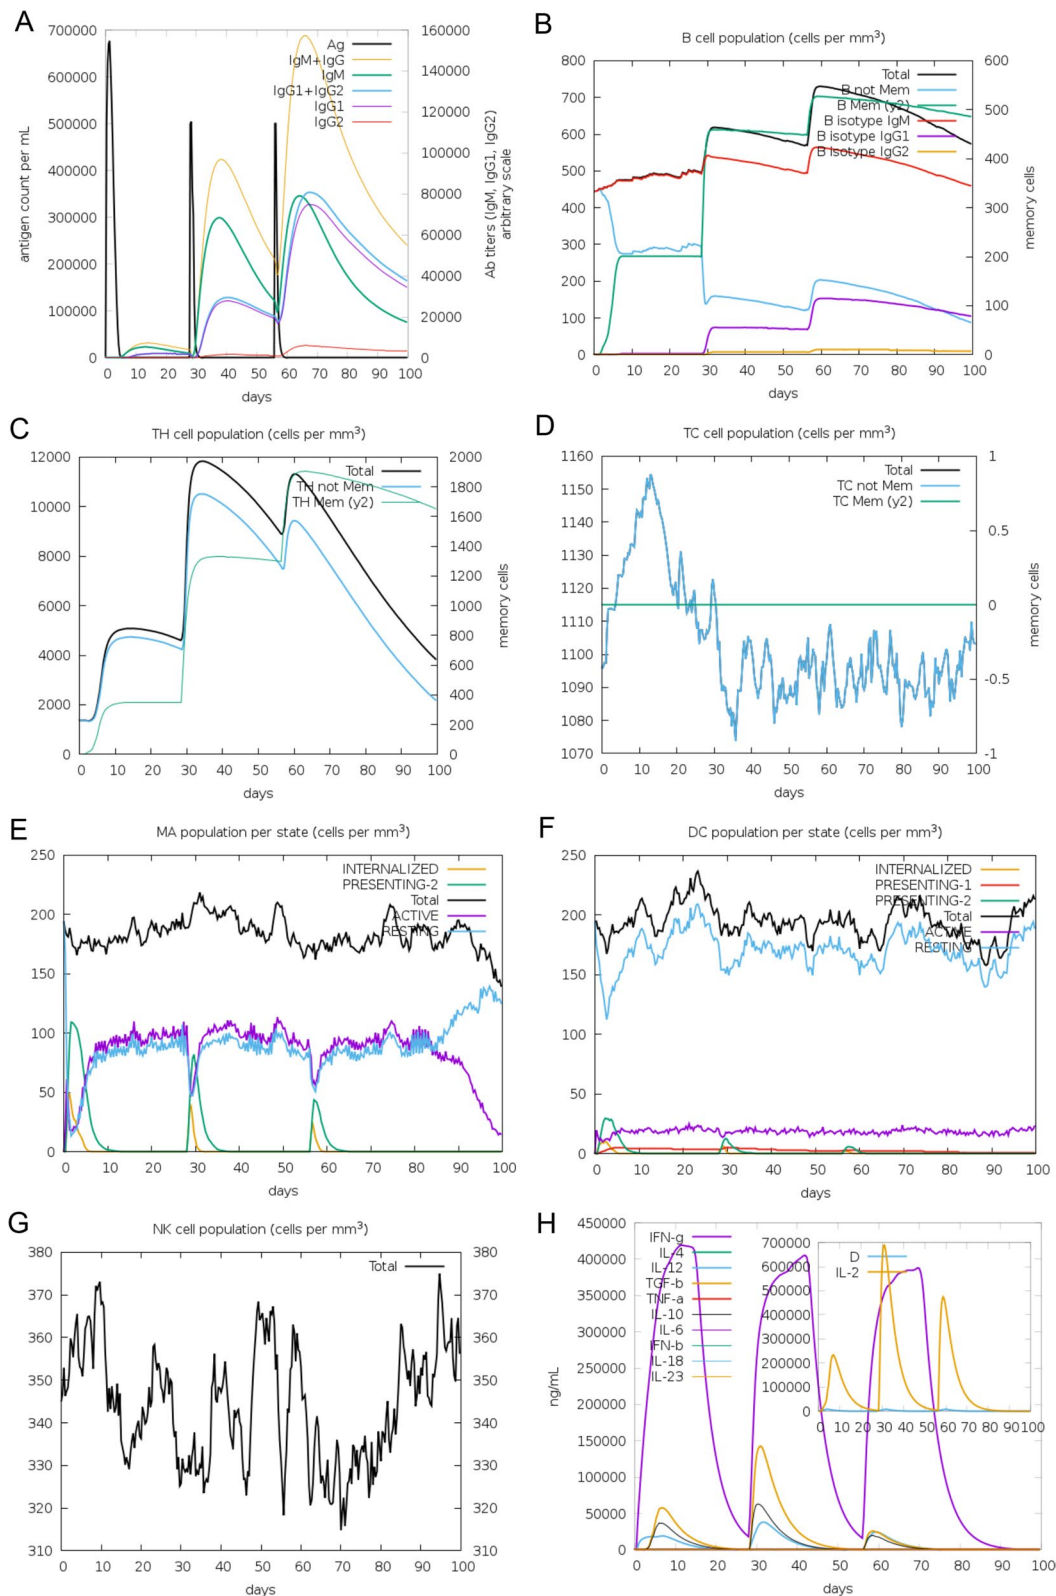 A
700000
600000
500000
400000
300000
200000
100000
0
antigen count per mL
Ag
IgM+IgG
IgM
IgG1+IgG2
IgG1
IgG2
160000
140000
120000
100000
80000
60000
40000
20000
0
Ab titers (IgM, IgG1, IgG2)
arbitrary scale
0 10 20 30 40 50 60 70 80 90 100
days
B
B cell population (cells per mm³)
800
700
600
500
400
300
200
100
0
Total
B not Mem
B Mem (y2)
B isotype IgM
B isotype IgG1
B isotype IgG2
600
500
400
300
200
100
0
memory cells
0 10 20 30 40 50 60 70 80 90 100
days
C
TH cell population (cells per mm³)
12000
10000
8000
6000
4000
2000
0
Total
TH not Mem
TH Mem (y2)
2000
1800
1600
1400
1200
1000
800
600
400
200
0
memory cells
0 10 20 30 40 50 60 70 80 90 100
days
D
TC cell population (cells per mm³)
1160
1150
1140
1130
1120
1110
1100
1090
1080
1070
Total
TC not Mem
TC Mem (y2)
1
0.5
0
-0.5
-1
memory cells
0 10 20 30 40 50 60 70 80 90 100
days
E
MA population per state (cells per mm³)
250
200
150
100
50
0
INTERNALIZED
PRESENTING-2
Total
ACTIVE
RESTING
0 10 20 30 40 50 60 70 80 90 100
days
F
DC population per state (cells per mm³)
250
200
150
100
50
0
INTERNALIZED
PRESENTING-1
PRESENTING-2
Total
ACTIVE
RESTING
0 10 20 30 40 50 60 70 80 90 100
days
G
NK cell population (cells per mm³)
380
370
360
350
340
330
320
310
Total
380
370
360
350
340
330
320
310
0 10 20 30 40 50 60 70 80 90 100
days
H
450000
400000
350000
300000
250000
200000
150000
100000
50000
0
ng/mL
IFN-g
IL-4
IL-12
TGF-b
TNF-a
IL-10
IL-6
IFN-b
IL-18
IL-23
700000
600000
500000
400000
300000
200000
100000
0
D
IL-2
0 10 20 30 40 50 60 70 80 90 100
0 10 20 30 40 50 60 70 80 90 100
days